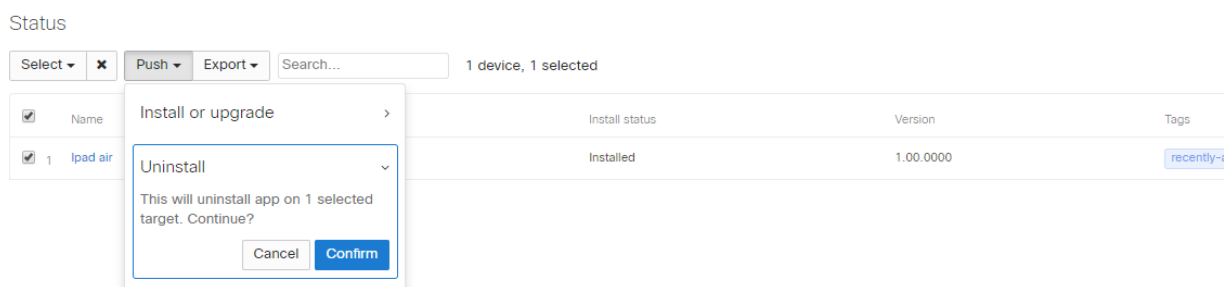 Status
Select Push Export Search... 1 device, 1 selected
Name Install status Version Tags
Install or upgrade
1 Ipad air Installed 1.00.0000
Uninstall
This will uninstall app on 1 selected
target. Continue?
Cancel Confirm